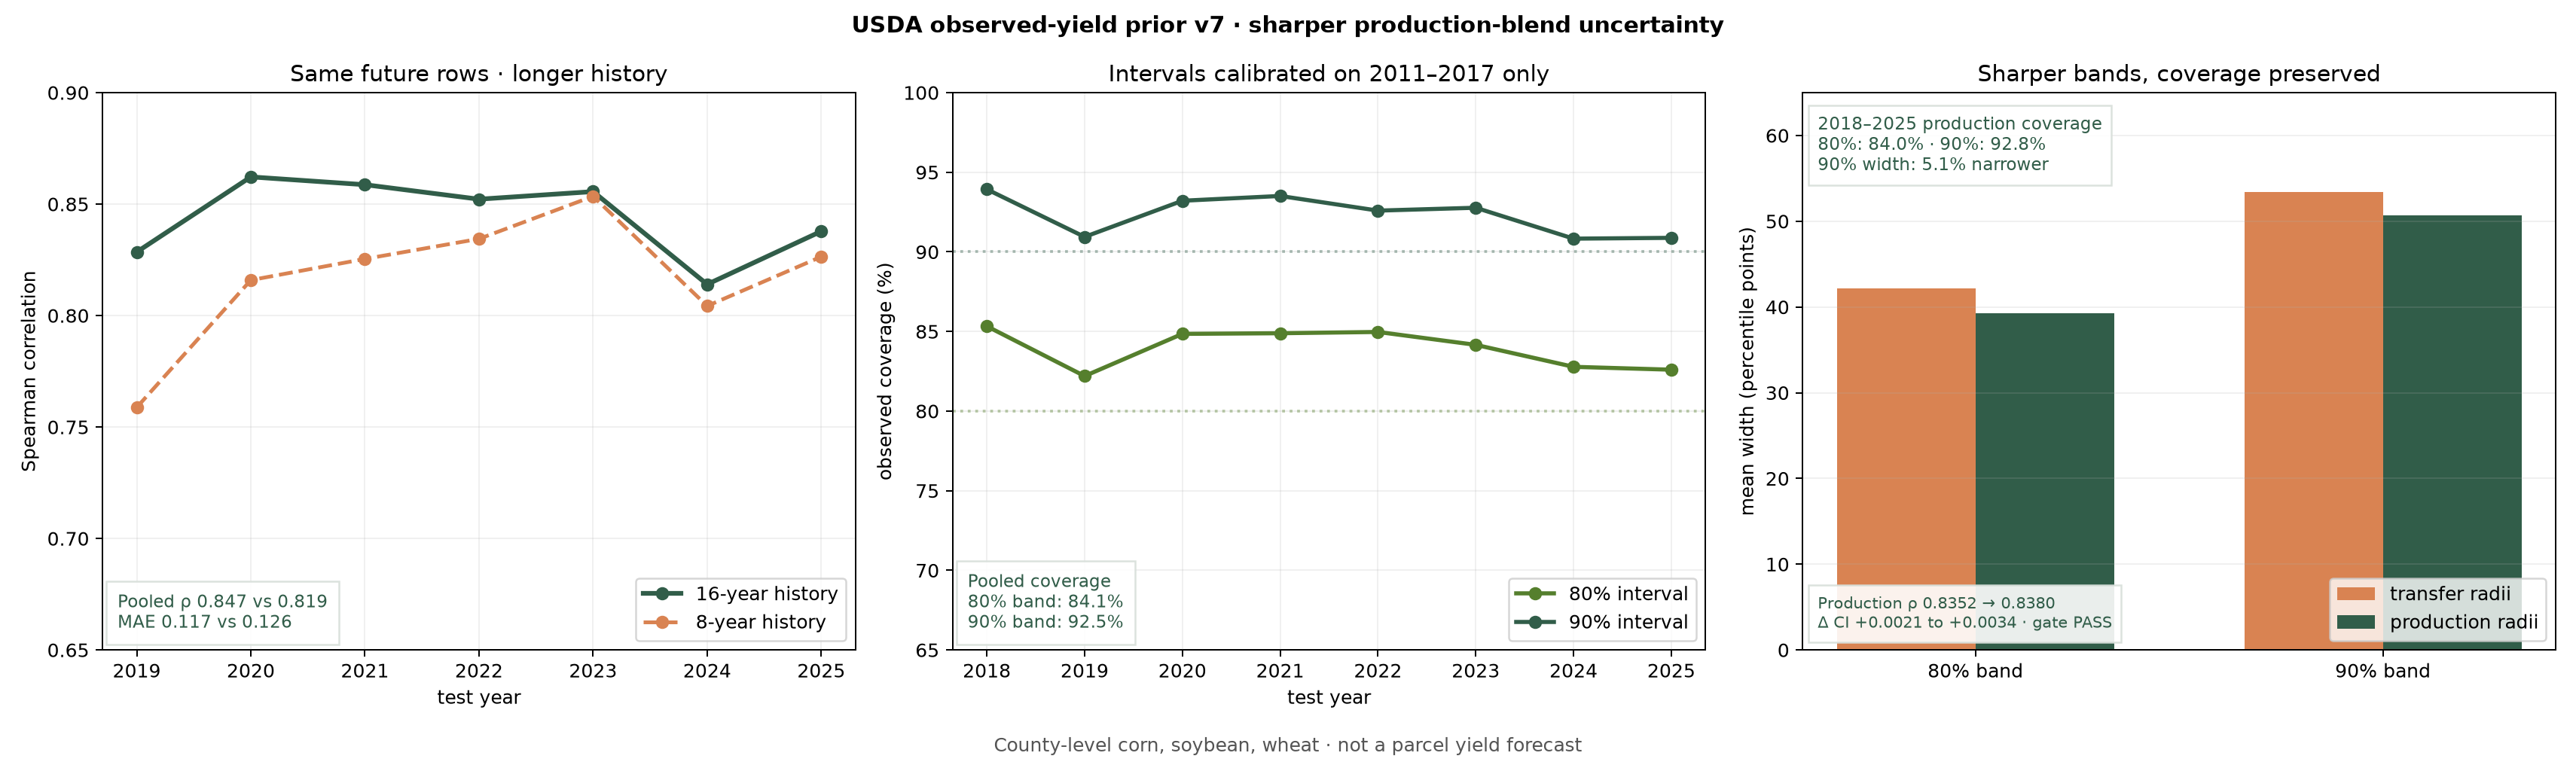 USDA observed-yield prior v7 · sharper production-blend uncertainty
Same future rows · longer history
0.90
0.85
0.80
0.75
0.70
0.65
Spearman correlation
Pooled ρ 0.847 vs 0.819
MAE 0.117 vs 0.126
16-year history
8-year history
2019 2020 2021 2022 2023 2024 2025
test year
Intervals calibrated on 2011–2017 only
100
95
90
85
80
75
70
65
observed coverage (%)
Pooled coverage
80% band: 84.1%
90% band: 92.5%
80% interval
90% interval
2018 2019 2020 2021 2022 2023 2024 2025
test year
Sharper bands, coverage preserved
60
50
40
30
20
10
0
mean width (percentile points)
2018–2025 production coverage
80%: 84.0% · 90%: 92.8%
90% width: 5.1% narrower
Production ρ 0.8352 → 0.8380
Δ CI +0.0021 to +0.0034 · gate PASS
transfer radii
production radii
80% band 90% band
County-level corn, soybean, wheat · not a parcel yield forecast